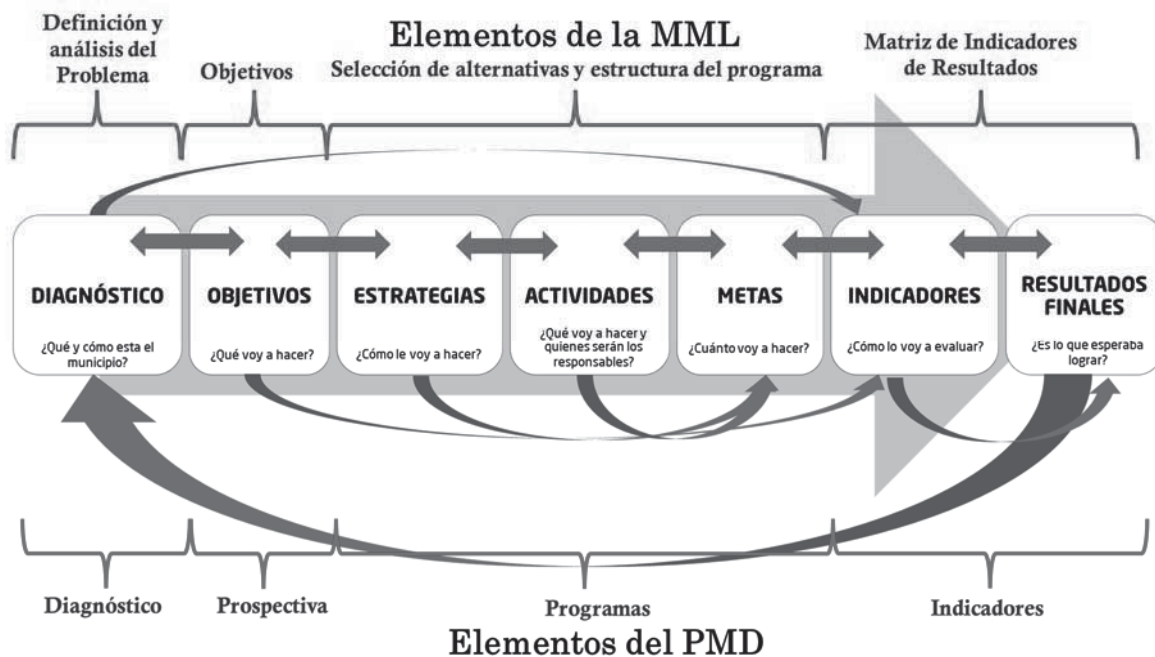 Definición y
análisis del
Problema
Objetivos
Elementos de la MML
Selección de alternativas y estructura del programa
Matriz de Indicadores
de Resultados
DIAGNÓSTICO
¿Qué y cómo esta el
municipio?
OBJETIVOS
¿Qué voy a hacer?
ESTRATEGIAS
¿Cómo le voy a hacer?
ACTIVIDADES
¿Qué voy a hacer y
quienes serán los
responsables?
METAS
¿Cuánto voy a hacer?
INDICADORES
¿Cómo lo voy a evaluar?
RESULTADOS
FINALES
¿Es lo que esperaba
lograr?
Diagnóstico
Prospectiva
Programas
Indicadores
Elementos del PMD